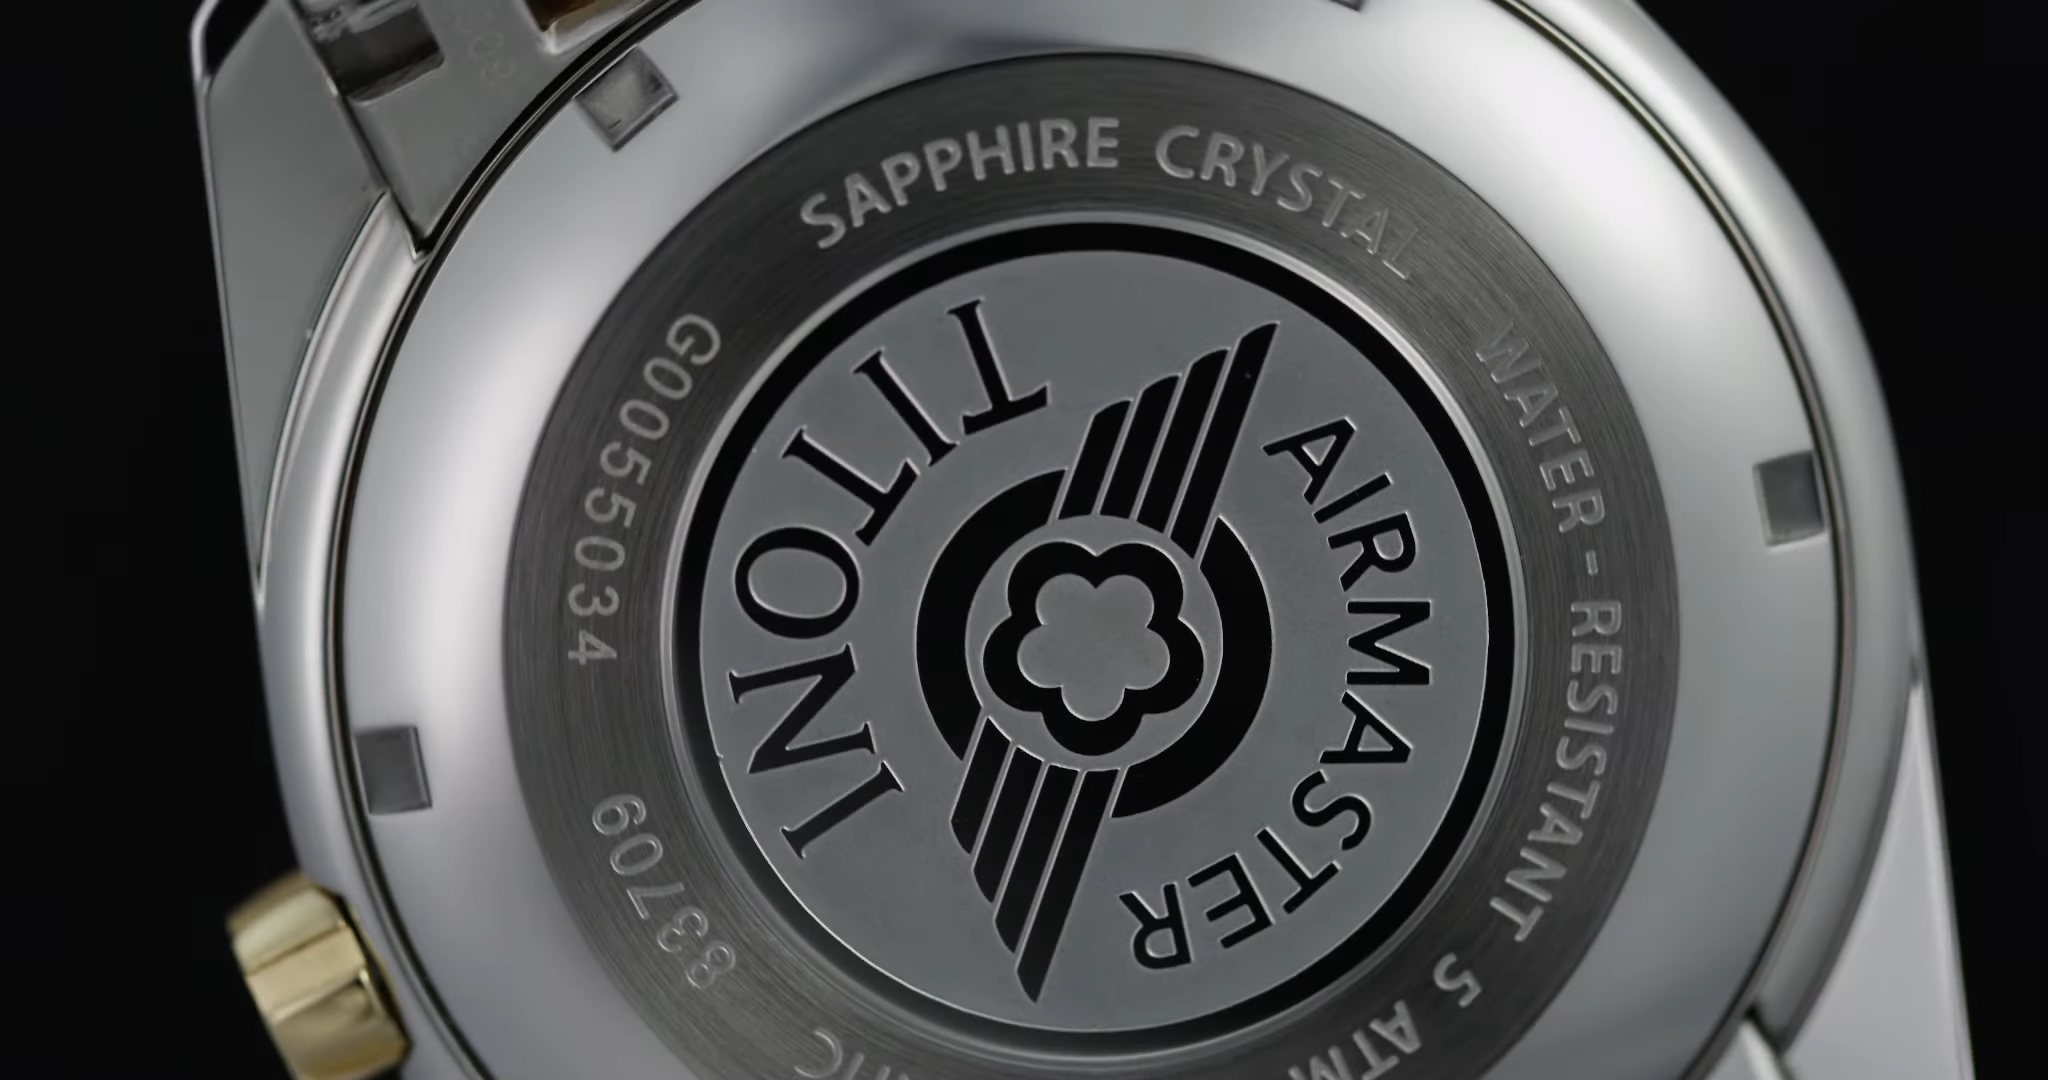 SAPPHIRE CRYSTAL WATER-RESISTANT 5 ATM
83709
G00550034
TITONI
AIRMASTER